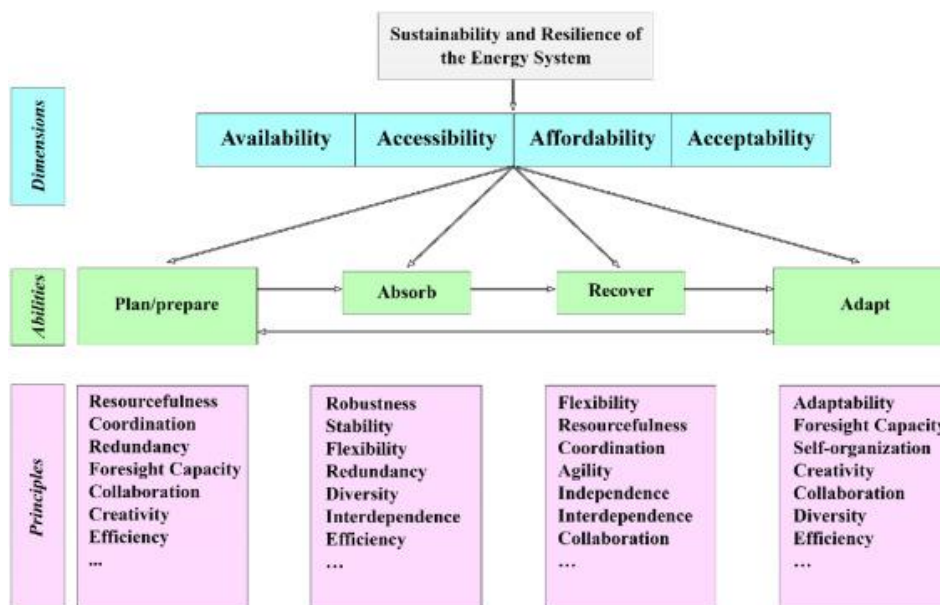 Sustainability and Resilience of
the Energy System
Dimensions
Availability
Accessibility
Affordability
Acceptability
Abilities
Plan/prepare
Absorb
Recover
Adapt
Principles
Resourcefulness
Coordination
Redundancy
Foresight Capacity
Collaboration
Creativity
Efficiency
...
Robustness
Stability
Flexibility
Redundancy
Diversity
Interdependence
Efficiency
…
Flexibility
Resourcefulness
Coordination
Agility
Independence
Interdependence
Collaboration
…
Adaptability
Foresight Capacity
Self-organization
Creativity
Collaboration
Diversity
Efficiency
…